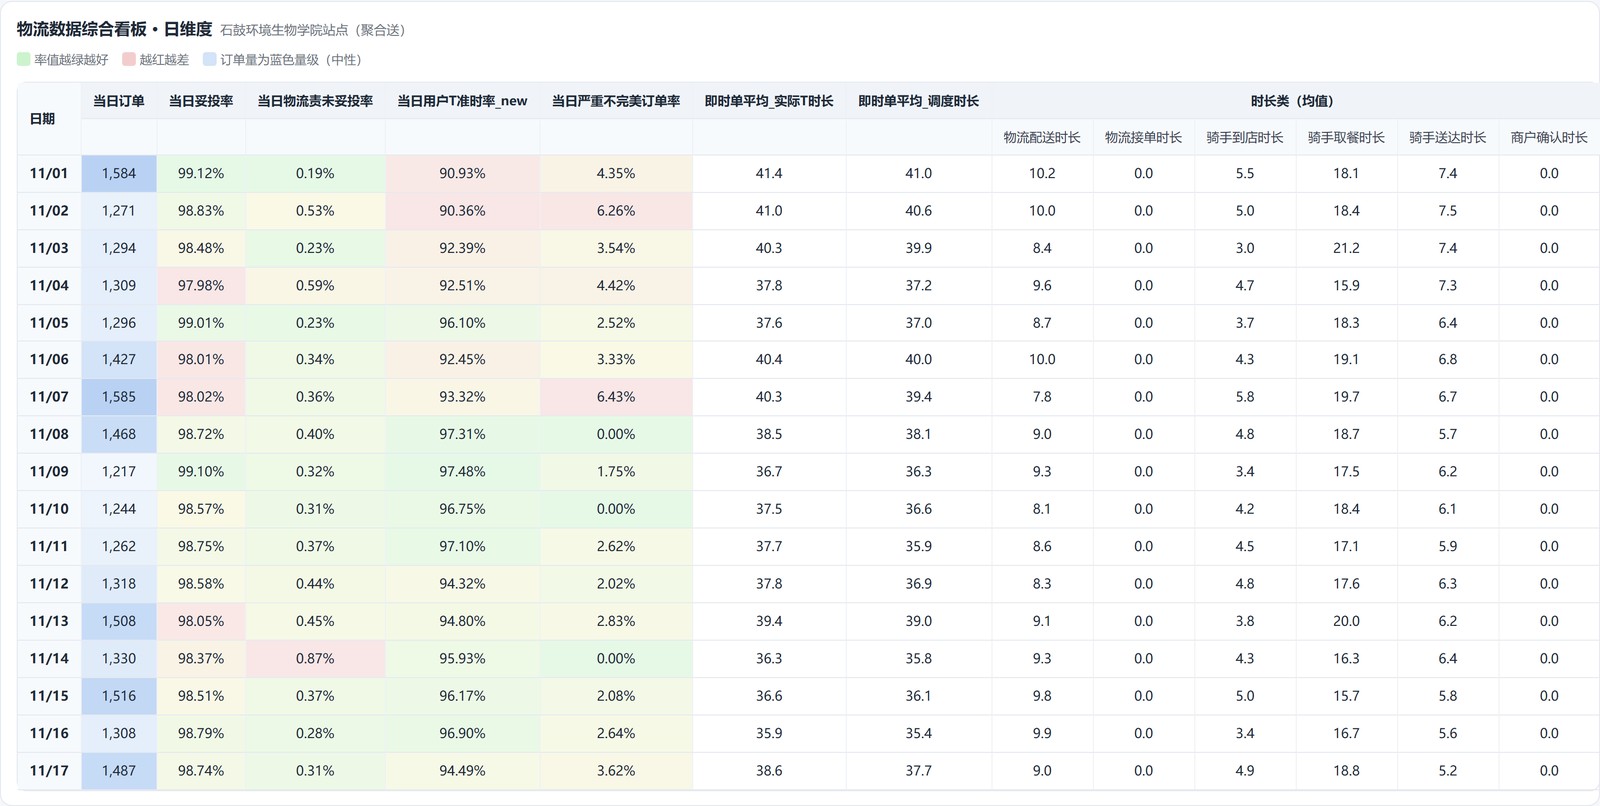 物流数据综合看板 • 日维度 石鼓环境生物学院站点（聚合送）
率值越绿越好 越红越差 订单量为蓝色量级（中性）
日期 当日订单 当日妥投率 当日物流责未妥投率 当日用户T准时率_new 当日严重不完美订单率 即时单平均_实际T时长 即时单平均_调度时长 时长类（均值）
物流配送时长 物流接单时长 骑手到店时长 骑手取餐时长 骑手送达时长 商户确认时长
11/01 1,584 99.12% 0.19% 90.93% 4.35% 41.4 41.0 10.2 0.0 5.5 18.1 7.4 0.0
11/02 1,271 98.83% 0.53% 90.36% 6.26% 41.0 40.6 10.0 0.0 5.0 18.4 7.5 0.0
11/03 1,294 98.48% 0.23% 92.39% 3.54% 40.3 39.9 8.4 0.0 3.0 21.2 7.4 0.0
11/04 1,309 97.98% 0.59% 92.51% 4.42% 37.8 37.2 9.6 0.0 4.7 15.9 7.3 0.0
11/05 1,296 99.01% 0.23% 96.10% 2.52% 37.6 37.0 8.7 0.0 3.7 18.3 6.4 0.0
11/06 1,427 98.01% 0.34% 92.45% 3.33% 40.4 40.0 10.0 0.0 4.3 19.1 6.8 0.0
11/07 1,585 98.02% 0.36% 93.32% 6.43% 40.3 39.4 7.8 0.0 5.8 19.7 6.7 0.0
11/08 1,468 98.72% 0.40% 97.31% 0.00% 38.5 38.1 9.0 0.0 4.8 18.7 5.7 0.0
11/09 1,217 99.10% 0.32% 97.48% 1.75% 36.7 36.3 9.3 0.0 3.4 17.5 6.2 0.0
11/10 1,244 98.57% 0.31% 96.75% 0.00% 37.5 36.6 8.1 0.0 4.2 18.4 6.1 0.0
11/11 1,262 98.75% 0.37% 97.10% 2.62% 37.7 35.9 8.6 0.0 4.5 17.1 5.9 0.0
11/12 1,318 98.58% 0.44% 94.32% 2.02% 37.8 36.9 8.3 0.0 4.8 17.6 6.3 0.0
11/13 1,508 98.05% 0.45% 94.80% 2.83% 39.4 39.0 9.1 0.0 3.8 20.0 6.2 0.0
11/14 1,330 98.37% 0.87% 95.93% 0.00% 36.3 35.8 9.3 0.0 4.3 16.3 6.4 0.0
11/15 1,516 98.51% 0.37% 96.17% 2.08% 36.6 36.1 9.8 0.0 5.0 15.7 5.8 0.0
11/16 1,308 98.79% 0.28% 96.90% 2.64% 35.9 35.4 9.9 0.0 3.4 16.7 5.6 0.0
11/17 1,487 98.74% 0.31% 94.49% 3.62% 38.6 37.7 9.0 0.0 4.9 18.8 5.2 0.0